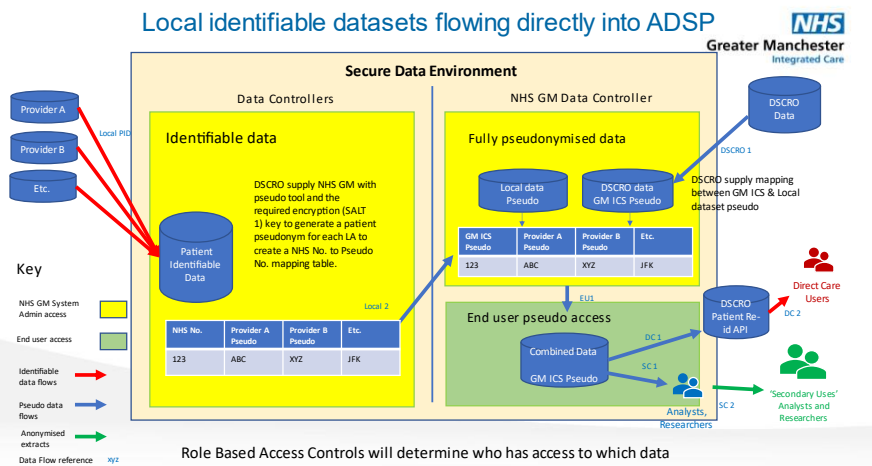 Local identifiable datasets flowing directly into ADSP
NHS
Greater Manchester
Integrated Care
Secure Data Environment
Data Controllers
NHS GM Data Controller
Provider A
Provider B
Etc.
Local PID
Identifiable data
DSCRO supply NHS GM with
pseudo tool and the
required encryption (SALT
1) key to generate a patient
pseudonym for each LA to
create a NHS No. to Pseudo
No. mapping table.
Patient
Identifiable
Data
NHS No. Provider A Pseudo Provider B Pseudo Etc.
123 ABC XYZ JFK
Local 2
Fully pseudonymised data
Local data
Pseudo
DSCRO data
GM ICS Pseudo
GM ICS Pseudo Provider A Pseudo Provider B Pseudo Etc.
123 ABC XYZ JFK
DSCRO
Data
DSCRO 1
DSCRO supply mapping
between GM ICS & Local
dataset pseudo
EU1
End user pseudo access
Combined Data
GM ICS Pseudo
DC 1
SC 1
DSCRO
Patient Re-
id API
DC 2
Direct Care
Users
Analysts,
Researchers
SC 2
'Secondary Uses'
Analysts and
Researchers
Key
NHS GM System
Admin access
End user access
Identifiable
data flows
Pseudo data
flows
Anonymised
extracts
Data Flow reference xyz
Role Based Access Controls will determine who has access to which data